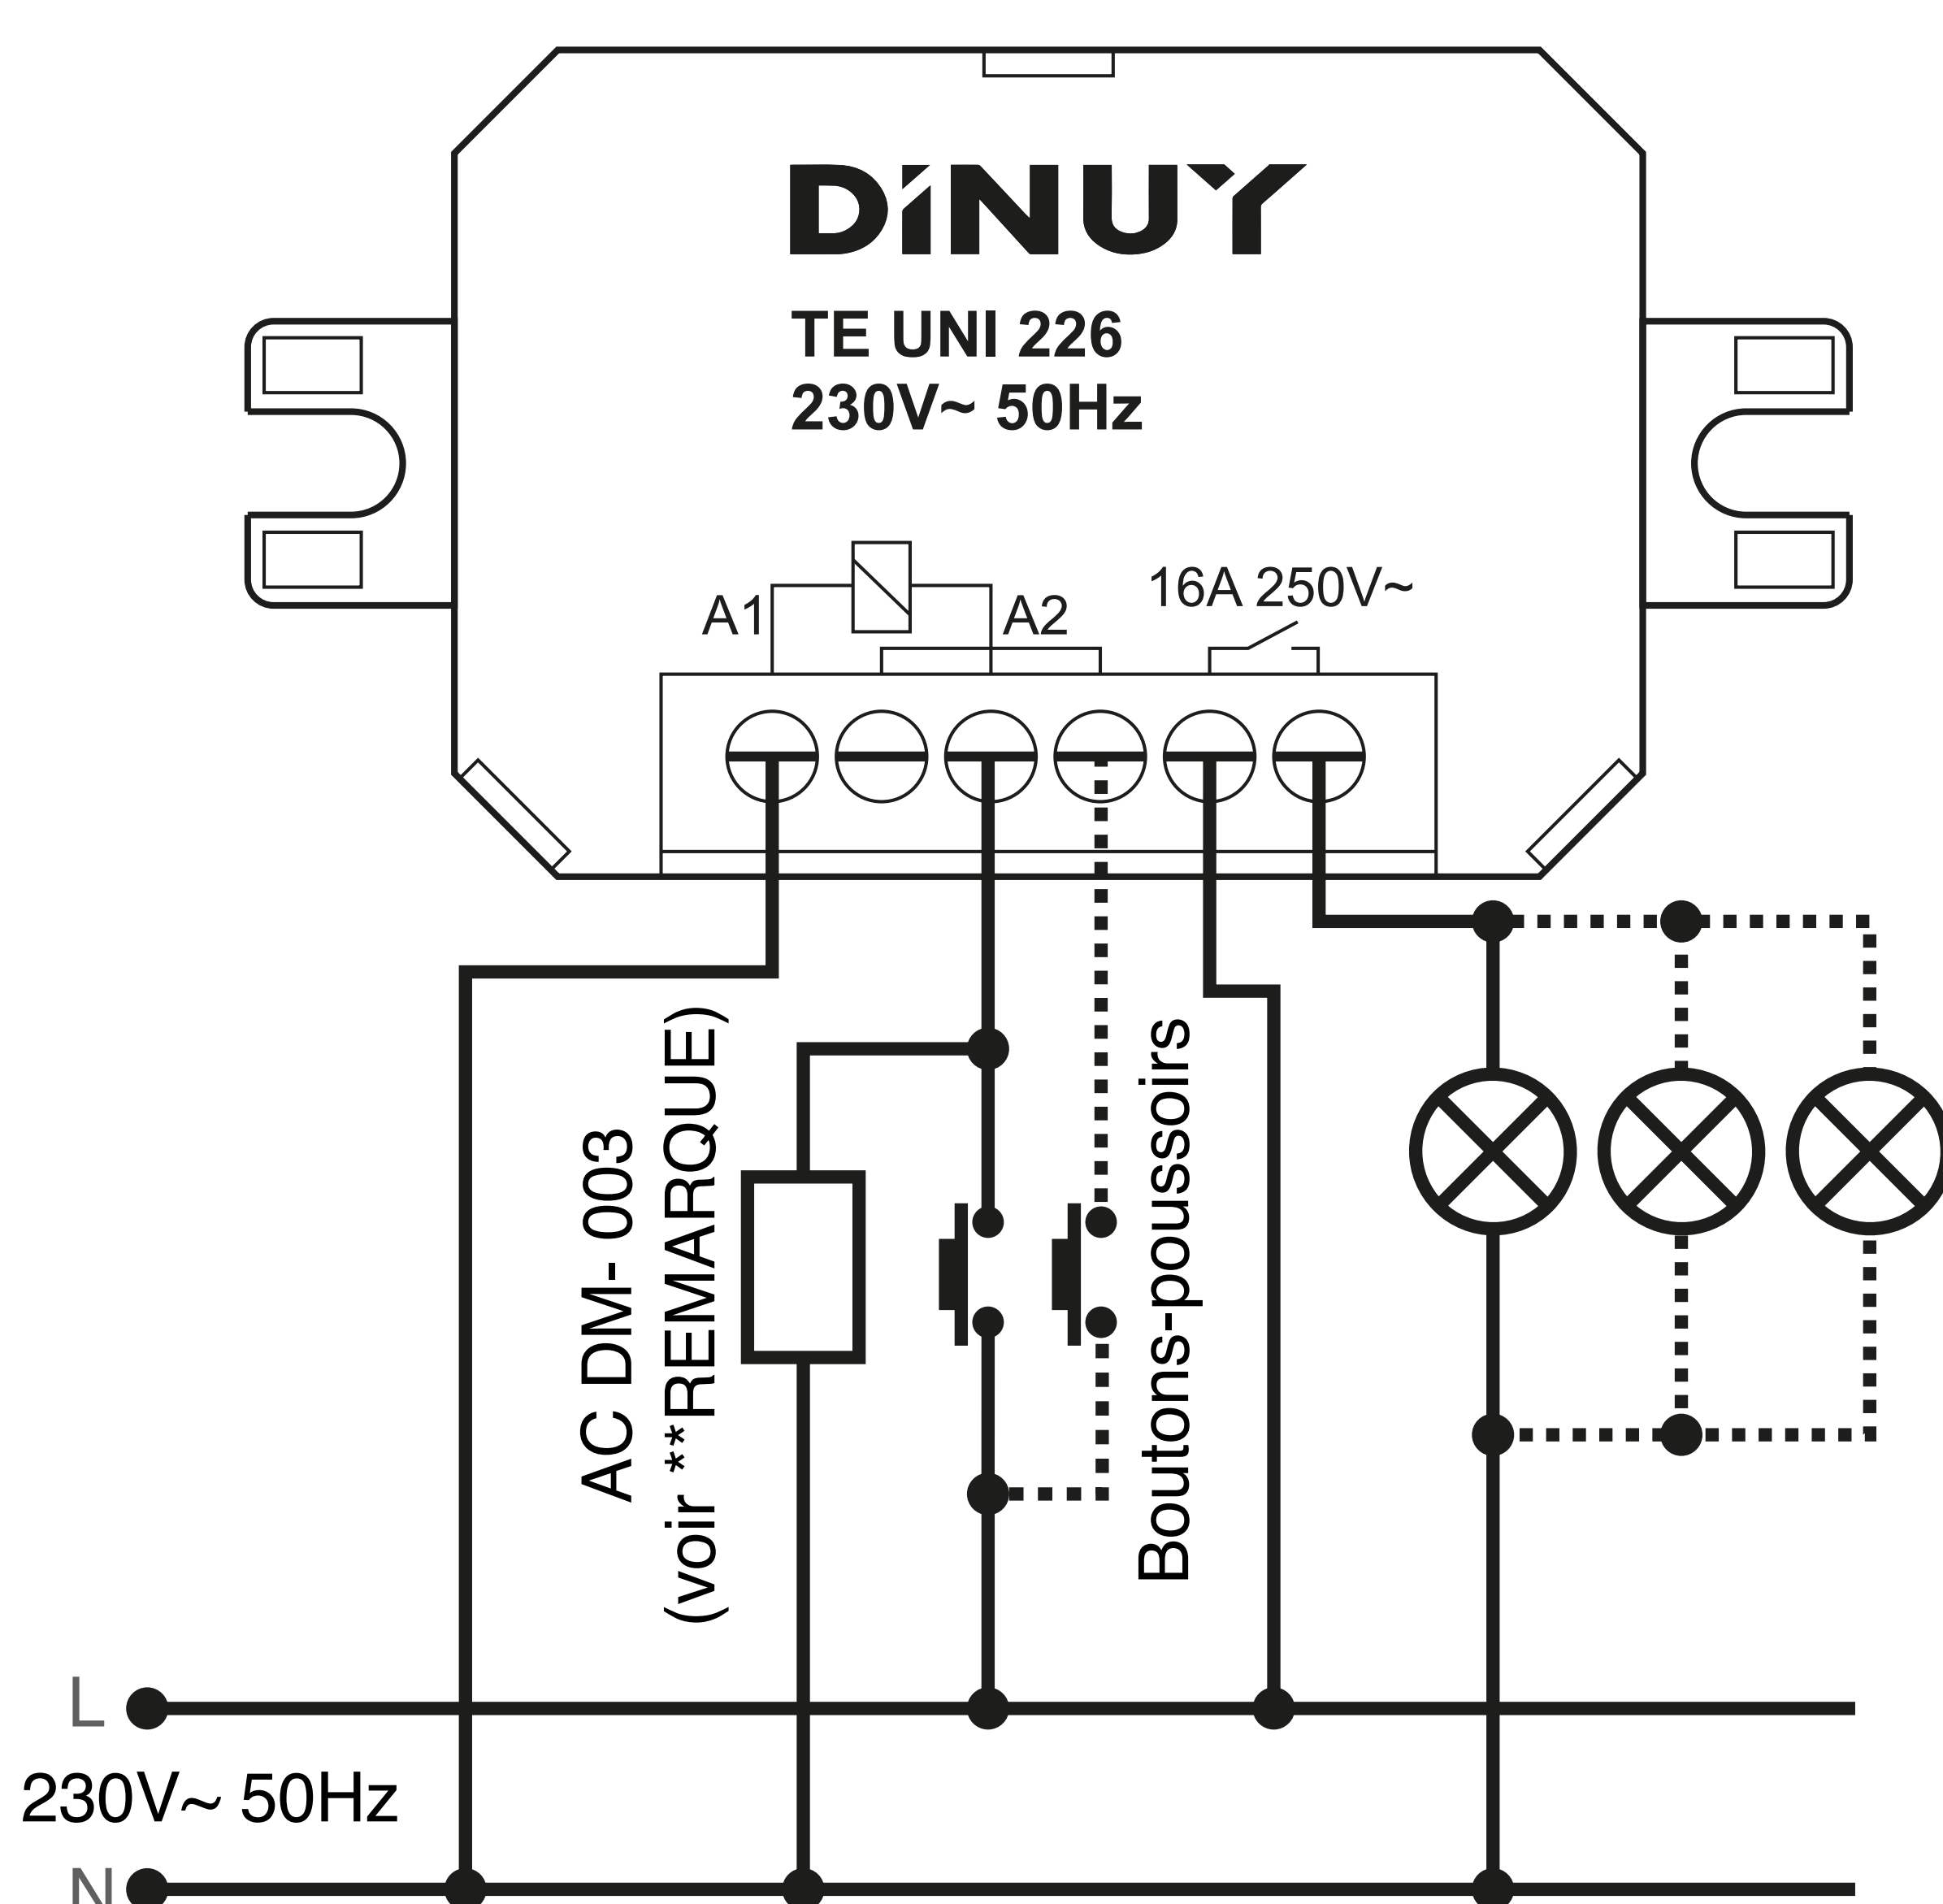 DiNUY
TE UNI 226
230V~ 50Hz
A1
A2
16A 250V~
AC DM- 003
(voir **REMARQUE)
Boutons-poussoirs
L
230V~ 50Hz
N